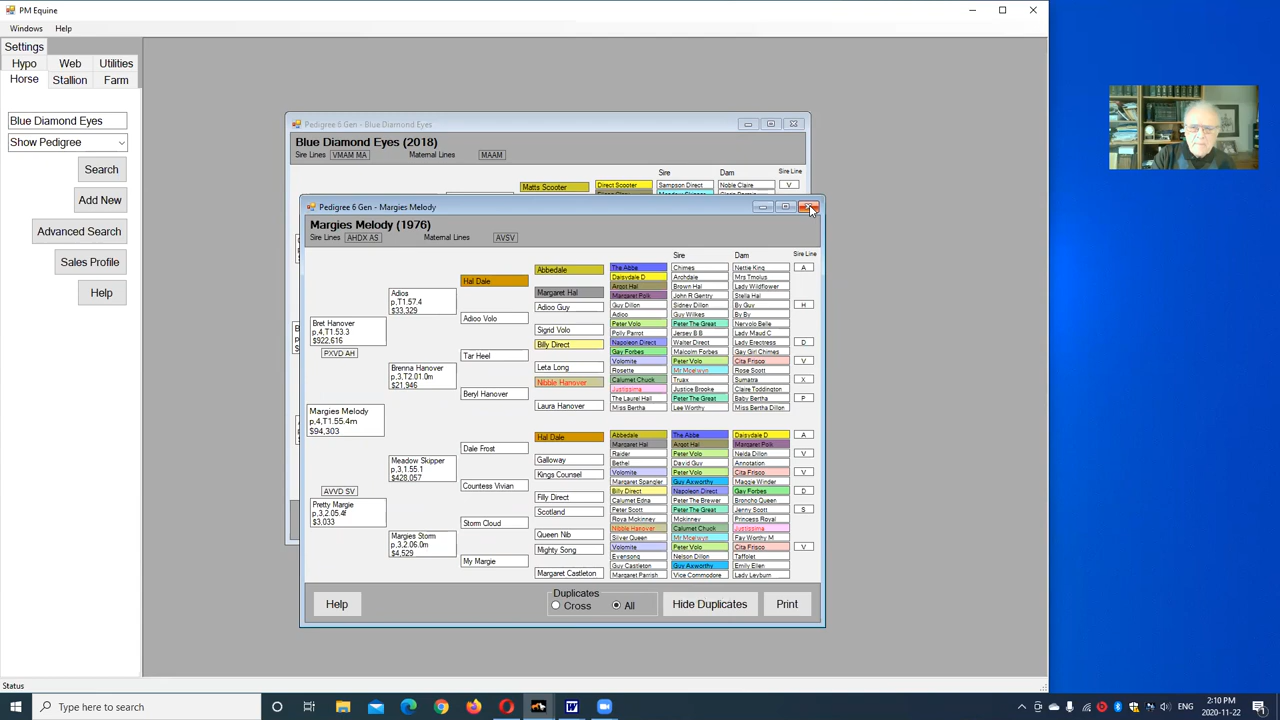 PM Equine
Windows Help
Settings
Hypo Web Utilities
Horse Stallion Farm
Blue Diamond Eyes
Show Pedigree
Search
Add New
Advanced Search
Sales Profile
Help
Pedigree 6 Gen - Blue Diamond Eyes
Blue Diamond Eyes (2018)
Sire Lines VMAM MA Maternal Lines MAAM
Sire Dam Sire Line
Matts Scooter Direct Scooter Sampson Direct Noble Claire V
Pedigree 6 Gen - Margies Melody
Margies Melody (1976)
Sire Lines AHDX AS Maternal Lines AVSV
Sire Dam Sire Line
Abbedale The Abbe Chimes Nettie King A
Daisydale D Archdale Mrs Tmolus
Hal Dale Argot Hal Brown Hal Lady Wildflower
Margaret Hal Margaret Polk John R Gentry Stella Hal
Adios
p,T1.57.4
$33,329
Adioo Guy Guy Dillon Sidney Dillon By Guy H
Adioo Guy Wilkes By By
Adioo Volo Peter Volo Peter The Great Nervolo Belle
Sigrid Volo Polly Parrot Jersey B B Lady Maud C
Bret Hanover
p,4,T1.53.3
$922,616
PXVD AH
Billy Direct Napoleon Direct Walter Direct Lady Erectress D
Gay Forbes Malcolm Forbes Gay Girl Chimes
Tar Heel Volomite Peter Volo Cita Frisco V
Leta Long Rosette Mr Mcelwyn Rose Scott
Brenna Hanover
p,3,T2.01.0m
$21,946
Nibble Hanover Calumet Chuck Truax Sumatra X
Justissima Justice Brooke Claire Toddington
Beryl Hanover The Laurel Hall Peter The Great Baby Bertha P
Laura Hanover Miss Bertha Lee Worthy Miss Bertha Dillon
Margies Melody
p,4,T1.55.4m
$94,303
Hal Dale Abbedale The Abbe Daisydale D A
Margaret Hal Argot Hal Margaret Polk
Dale Frost Raider Peter Volo Nelda Dillon V
Galloway Bethel David Guy Annotation
Meadow Skipper
p,3,1.55.1
$428,057
Kings Counsel Volomite Peter Volo Cita Frisco V
Margaret Spangler Guy Axworthy Maggie Winder
Countess Vivian Billy Direct Napoleon Direct Gay Forbes D
Filly Direct Calumet Edna Peter The Brewer Broncho Queen
AVVD SV
Pretty Margie
p,3,2.05.4f
$3,033
Scotland Peter Scott Peter The Great Jenny Scott S
Roya Mckinney Mckinney Princess Royal
Storm Cloud Nibble Hanover Calumet Chuck Justissima
Queen Nib Silver Queen Mr Mcelwyn Fay Worthy M
Margies Storm
p,4,2.06.0m
$4,529
Mighty Song Volomite Peter Volo Cita Frisco V
Evensong Nelson Dillon Taffolet
My Margie Guy Castleton Guy Axworthy Emily Ellen
Margaret Castleton Margaret Parrish Vice Commodore Lady Leyburn
Help
Duplicates
Cross All
Hide Duplicates
Print
Status
Type here to search
W
2:10 PM
2020-11-22